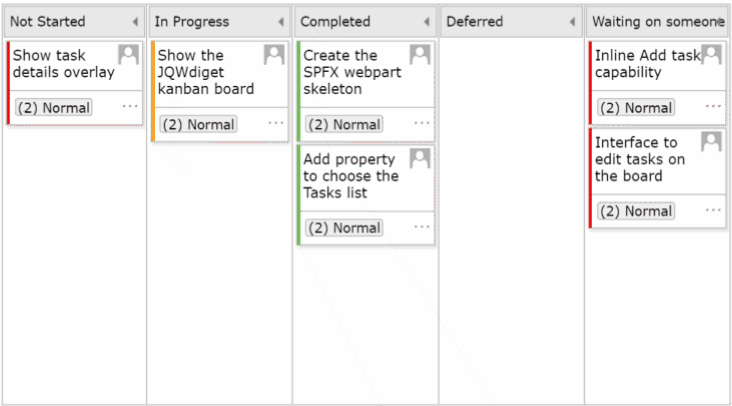 Not Started
In Progress
Completed
Deferred
Waiting on someone
Show task
details overlay
(2) Normal
...
Show the
JQWdiget
kanban board
(2) Normal
...
Create the
SPFX webpart
skeleton
(2) Normal
...
Add property
to choose the
Tasks list
(2) Normal
...
Inline Add task
capability
(2) Normal
...
Interface to
edit tasks on
the board
(2) Normal
...